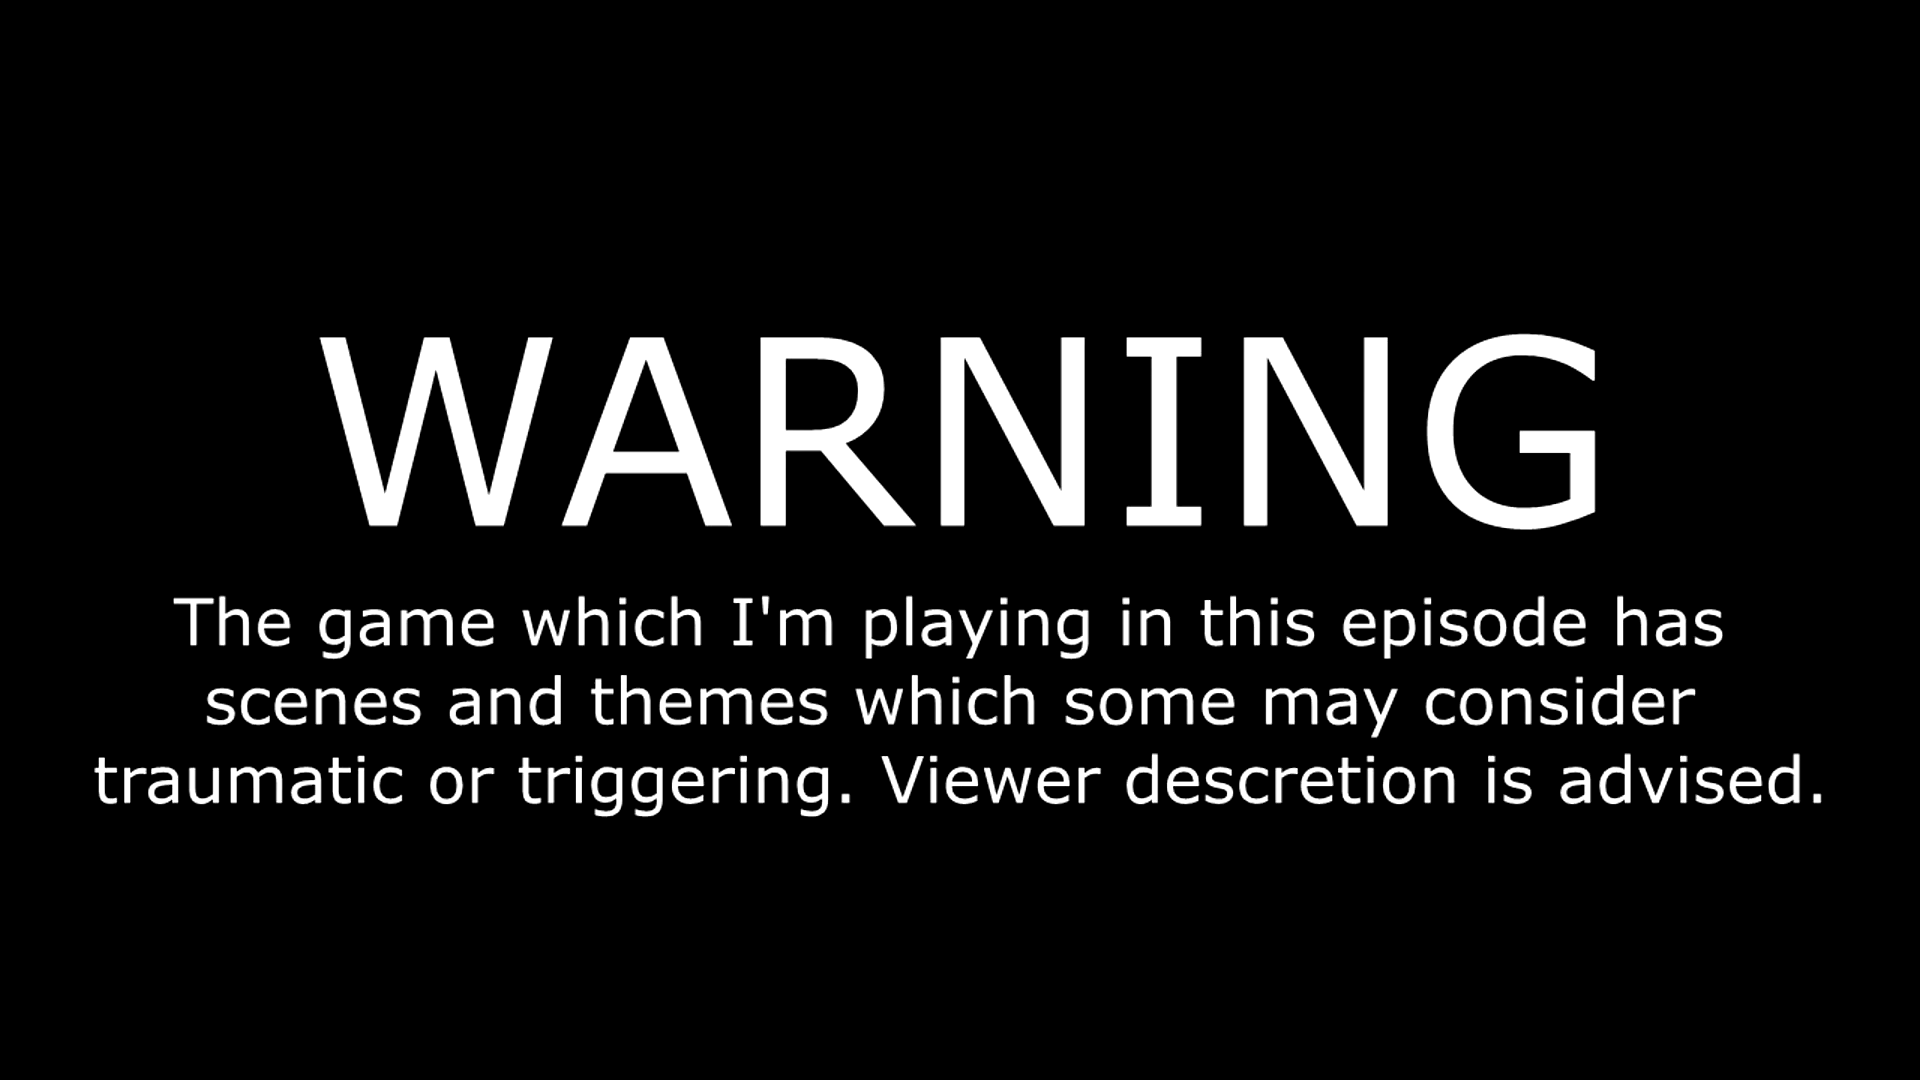 WARNING
The game which I'm playing in this episode has
scenes and themes which some may consider
traumatic or triggering. Viewer descretion is advised.